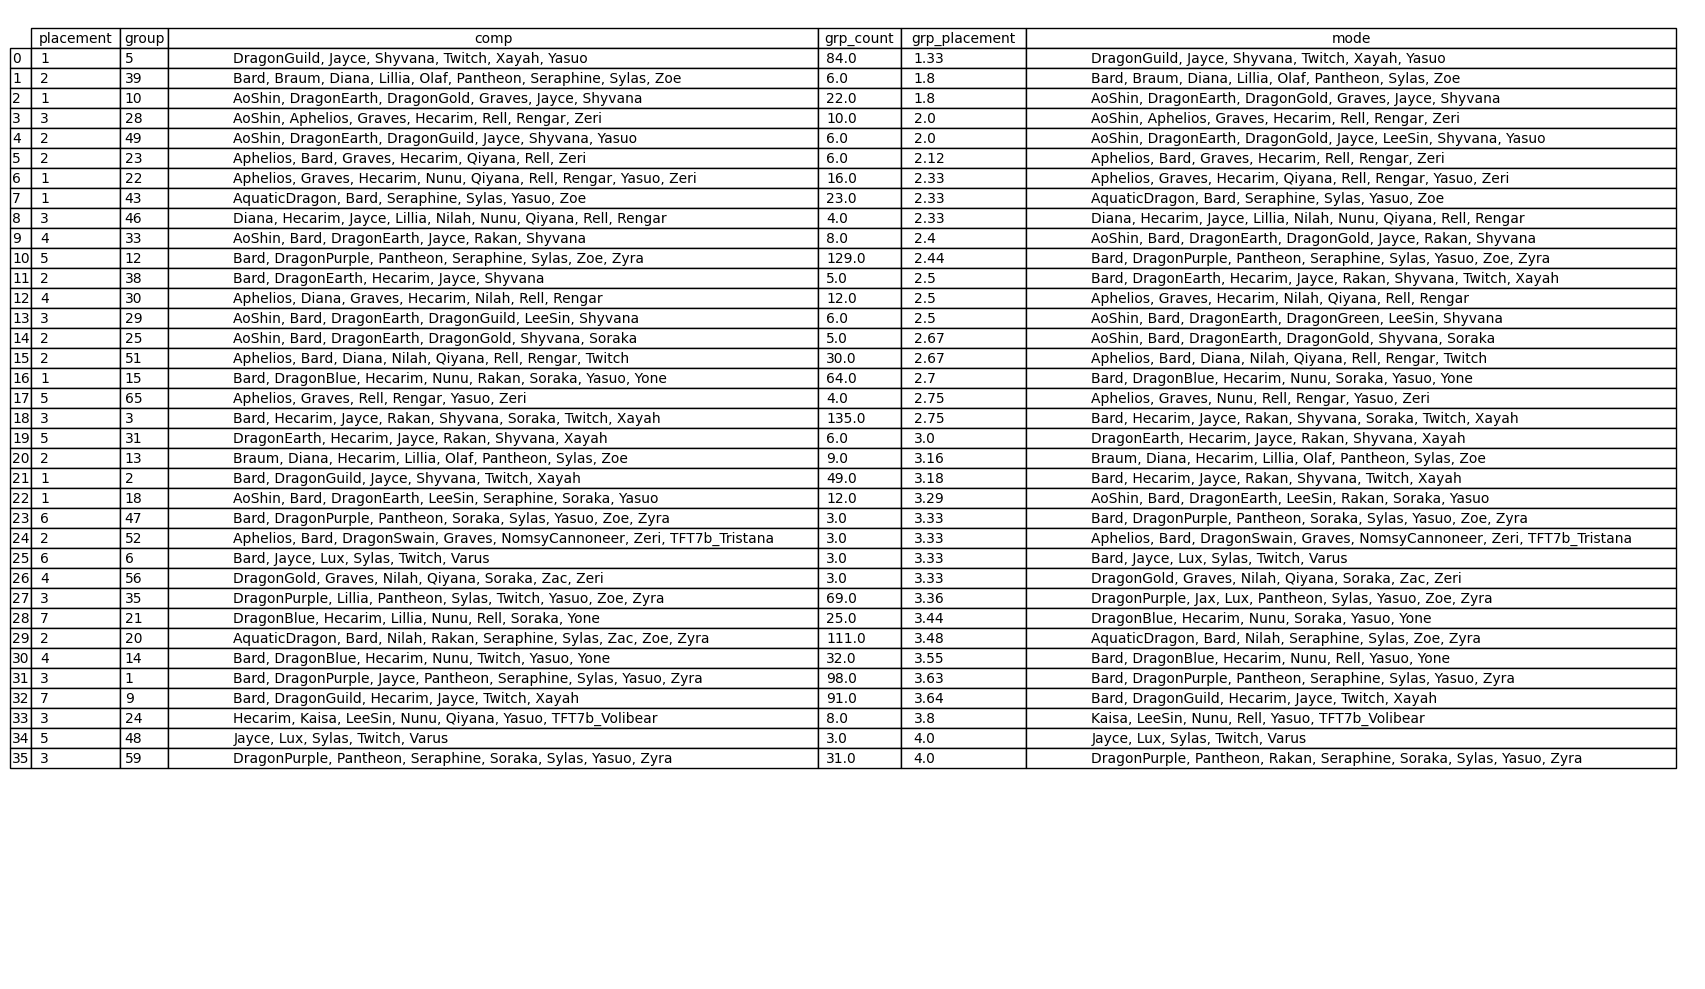 placement group comp grp_count grp_placement mode
0 1 5 DragonGuild, Jayce, Shyvana, Twitch, Xayah, Yasuo 84.0 1.33 DragonGuild, Jayce, Shyvana, Twitch, Xayah, Yasuo
1 2 39 Bard, Braum, Diana, Lillia, Olaf, Pantheon, Seraphine, Sylas, Zoe 6.0 1.8 Bard, Braum, Diana, Lillia, Olaf, Pantheon, Sylas, Zoe
2 1 10 AoShin, DragonEarth, DragonGold, Graves, Jayce, Shyvana 22.0 1.8 AoShin, DragonEarth, DragonGold, Graves, Jayce, Shyvana
3 3 28 AoShin, Aphelios, Graves, Hecarim, Rell, Rengar, Zeri 10.0 2.0 AoShin, Aphelios, Graves, Hecarim, Rell, Rengar, Zeri
4 2 49 AoShin, DragonEarth, DragonGuild, Jayce, Shyvana, Yasuo 6.0 2.0 AoShin, DragonEarth, DragonGold, Jayce, LeeSin, Shyvana, Yasuo
5 2 23 Aphelios, Bard, Graves, Hecarim, Qiyana, Rell, Zeri 6.0 2.12 Aphelios, Bard, Graves, Hecarim, Rell, Rengar, Zeri
6 1 22 Aphelios, Graves, Hecarim, Nunu, Qiyana, Rell, Rengar, Yasuo, Zeri 16.0 2.33 Aphelios, Graves, Hecarim, Qiyana, Rell, Rengar, Yasuo, Zeri
7 1 43 AquaticDragon, Bard, Seraphine, Sylas, Yasuo, Zoe 23.0 2.33 AquaticDragon, Bard, Seraphine, Sylas, Yasuo, Zoe
8 3 46 Diana, Hecarim, Jayce, Lillia, Nilah, Nunu, Qiyana, Rell, Rengar 4.0 2.33 Diana, Hecarim, Jayce, Lillia, Nilah, Nunu, Qiyana, Rell, Rengar
9 4 33 AoShin, Bard, DragonEarth, Jayce, Rakan, Shyvana 8.0 2.4 AoShin, Bard, DragonEarth, DragonGold, Jayce, Rakan, Shyvana
10 5 12 Bard, DragonPurple, Pantheon, Seraphine, Sylas, Zoe, Zyra 129.0 2.44 Bard, DragonPurple, Pantheon, Seraphine, Sylas, Yasuo, Zoe, Zyra
11 2 38 Bard, DragonEarth, Hecarim, Jayce, Shyvana 5.0 2.5 Bard, DragonEarth, Hecarim, Jayce, Rakan, Shyvana, Twitch, Xayah
12 4 30 Aphelios, Diana, Graves, Hecarim, Nilah, Rell, Rengar 12.0 2.5 Aphelios, Graves, Hecarim, Nilah, Qiyana, Rell, Rengar
13 3 29 AoShin, Bard, DragonEarth, DragonGuild, LeeSin, Shyvana 6.0 2.5 AoShin, Bard, DragonEarth, DragonGreen, LeeSin, Shyvana
14 2 25 AoShin, Bard, DragonEarth, DragonGold, Shyvana, Soraka 5.0 2.67 AoShin, Bard, DragonEarth, DragonGold, Shyvana, Soraka
15 2 51 Aphelios, Bard, Diana, Nilah, Qiyana, Rell, Rengar, Twitch 30.0 2.67 Aphelios, Bard, Diana, Nilah, Qiyana, Rell, Rengar, Twitch
16 1 15 Bard, DragonBlue, Hecarim, Nunu, Rakan, Soraka, Yasuo, Yone 64.0 2.7 Bard, DragonBlue, Hecarim, Nunu, Soraka, Yasuo, Yone
17 5 65 Aphelios, Graves, Rell, Rengar, Yasuo, Zeri 4.0 2.75 Aphelios, Graves, Nunu, Rell, Rengar, Yasuo, Zeri
18 3 3 Bard, Hecarim, Jayce, Rakan, Shyvana, Soraka, Twitch, Xayah 135.0 2.75 Bard, Hecarim, Jayce, Rakan, Shyvana, Soraka, Twitch, Xayah
19 5 31 DragonEarth, Hecarim, Jayce, Rakan, Shyvana, Xayah 6.0 3.0 DragonEarth, Hecarim, Jayce, Rakan, Shyvana, Xayah
20 2 13 Braum, Diana, Hecarim, Lillia, Olaf, Pantheon, Sylas, Zoe 9.0 3.16 Braum, Diana, Hecarim, Lillia, Olaf, Pantheon, Sylas, Zoe
21 1 2 Bard, DragonGuild, Jayce, Shyvana, Twitch, Xayah 49.0 3.18 Bard, Hecarim, Jayce, Rakan, Shyvana, Twitch, Xayah
22 1 18 AoShin, Bard, DragonEarth, LeeSin, Seraphine, Soraka, Yasuo 12.0 3.29 AoShin, Bard, DragonEarth, LeeSin, Rakan, Soraka, Yasuo
23 6 47 Bard, DragonPurple, Pantheon, Soraka, Sylas, Yasuo, Zoe, Zyra 3.0 3.33 Bard, DragonPurple, Pantheon, Soraka, Sylas, Yasuo, Zoe, Zyra
24 2 52 Aphelios, Bard, DragonSwain, Graves, NomsyCannoneer, Zeri, TFT7b_Tristana 3.0 3.33 Aphelios, Bard, DragonSwain, Graves, NomsyCannoneer, Zeri, TFT7b_Tristana
25 6 6 Bard, Jayce, Lux, Sylas, Twitch, Varus 3.0 3.33 Bard, Jayce, Lux, Sylas, Twitch, Varus
26 4 56 DragonGold, Graves, Nilah, Qiyana, Soraka, Zac, Zeri 3.0 3.33 DragonGold, Graves, Nilah, Qiyana, Soraka, Zac, Zeri
27 3 35 DragonPurple, Lillia, Pantheon, Sylas, Twitch, Yasuo, Zoe, Zyra 69.0 3.36 DragonPurple, Jax, Lux, Pantheon, Sylas, Yasuo, Zoe, Zyra
28 7 21 DragonBlue, Hecarim, Lillia, Nunu, Rell, Soraka, Yone 25.0 3.44 DragonBlue, Hecarim, Nunu, Soraka, Yasuo, Yone
29 2 20 AquaticDragon, Bard, Nilah, Rakan, Seraphine, Sylas, Zac, Zoe, Zyra 111.0 3.48 AquaticDragon, Bard, Nilah, Seraphine, Sylas, Zoe, Zyra
30 4 14 Bard, DragonBlue, Hecarim, Nunu, Twitch, Yasuo, Yone 32.0 3.55 Bard, DragonBlue, Hecarim, Nunu, Rell, Yasuo, Yone
31 3 1 Bard, DragonPurple, Jayce, Pantheon, Seraphine, Sylas, Yasuo, Zyra 98.0 3.63 Bard, DragonPurple, Pantheon, Seraphine, Sylas, Yasuo, Zyra
32 7 9 Bard, DragonGuild, Hecarim, Jayce, Twitch, Xayah 91.0 3.64 Bard, DragonGuild, Hecarim, Jayce, Twitch, Xayah
33 3 24 Hecarim, Kaisa, LeeSin, Nunu, Qiyana, Yasuo, TFT7b_Volibear 8.0 3.8 Kaisa, LeeSin, Nunu, Rell, Yasuo, TFT7b_Volibear
34 5 48 Jayce, Lux, Sylas, Twitch, Varus 3.0 4.0 Jayce, Lux, Sylas, Twitch, Varus
35 3 59 DragonPurple, Pantheon, Seraphine, Soraka, Sylas, Yasuo, Zyra 31.0 4.0 DragonPurple, Pantheon, Rakan, Seraphine, Soraka, Sylas, Yasuo, Zyra